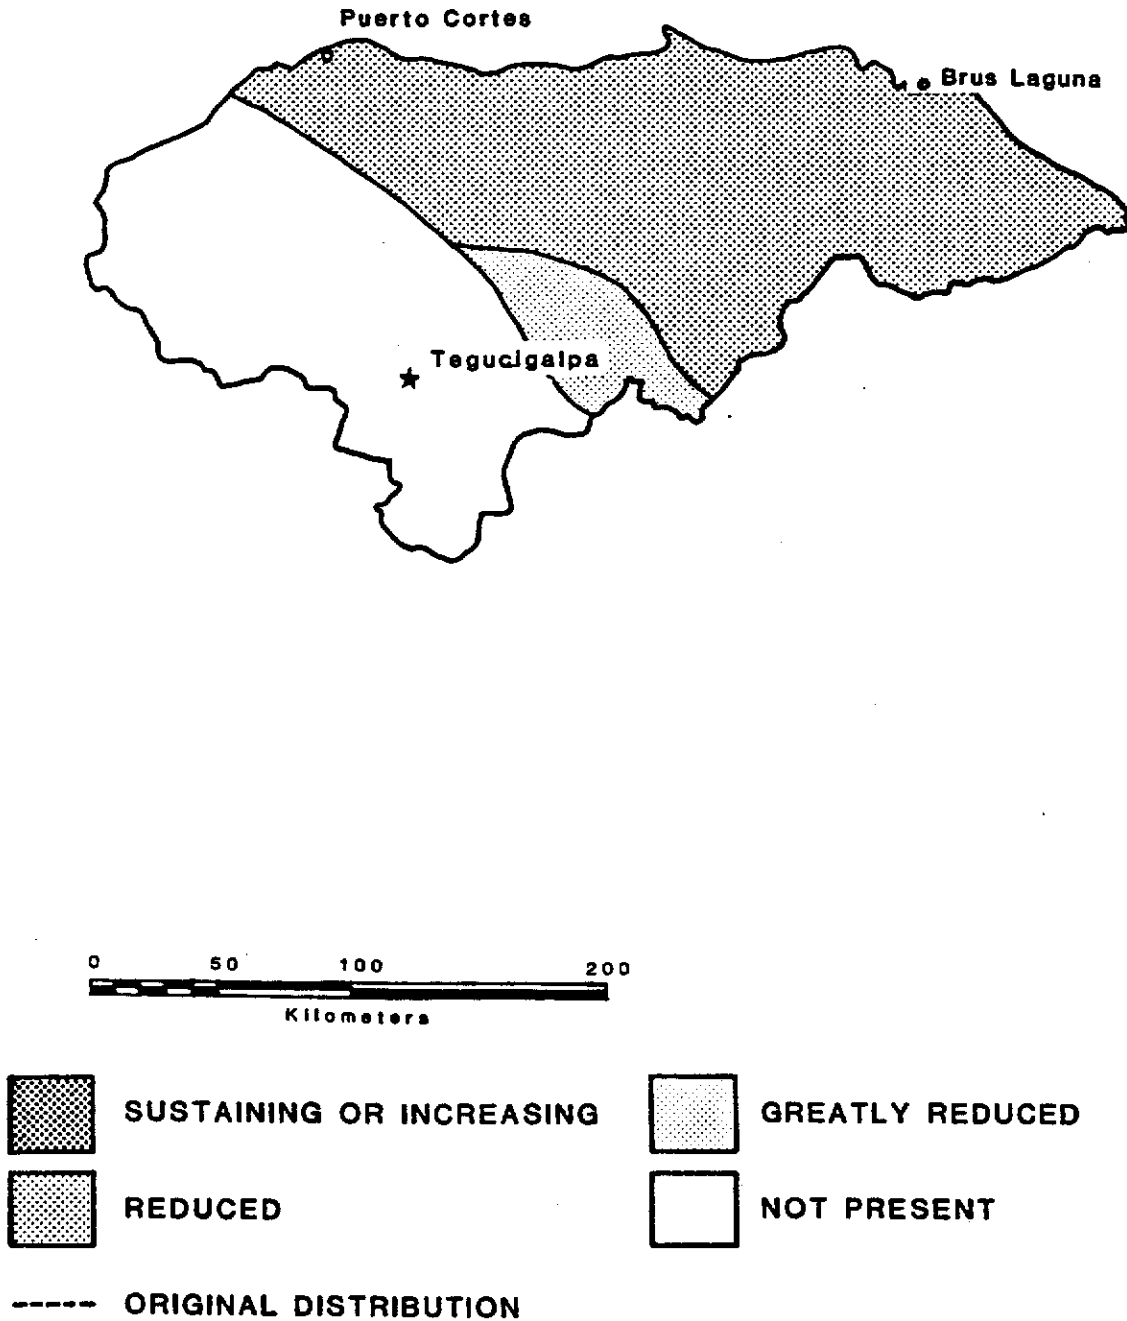 Puerto Cortes
Brus Laguna
Tegucigalpa
0 50 100 200
Kilometers
SUSTAINING OR INCREASING
GREATLY REDUCED
REDUCED
NOT PRESENT
ORIGINAL DISTRIBUTION